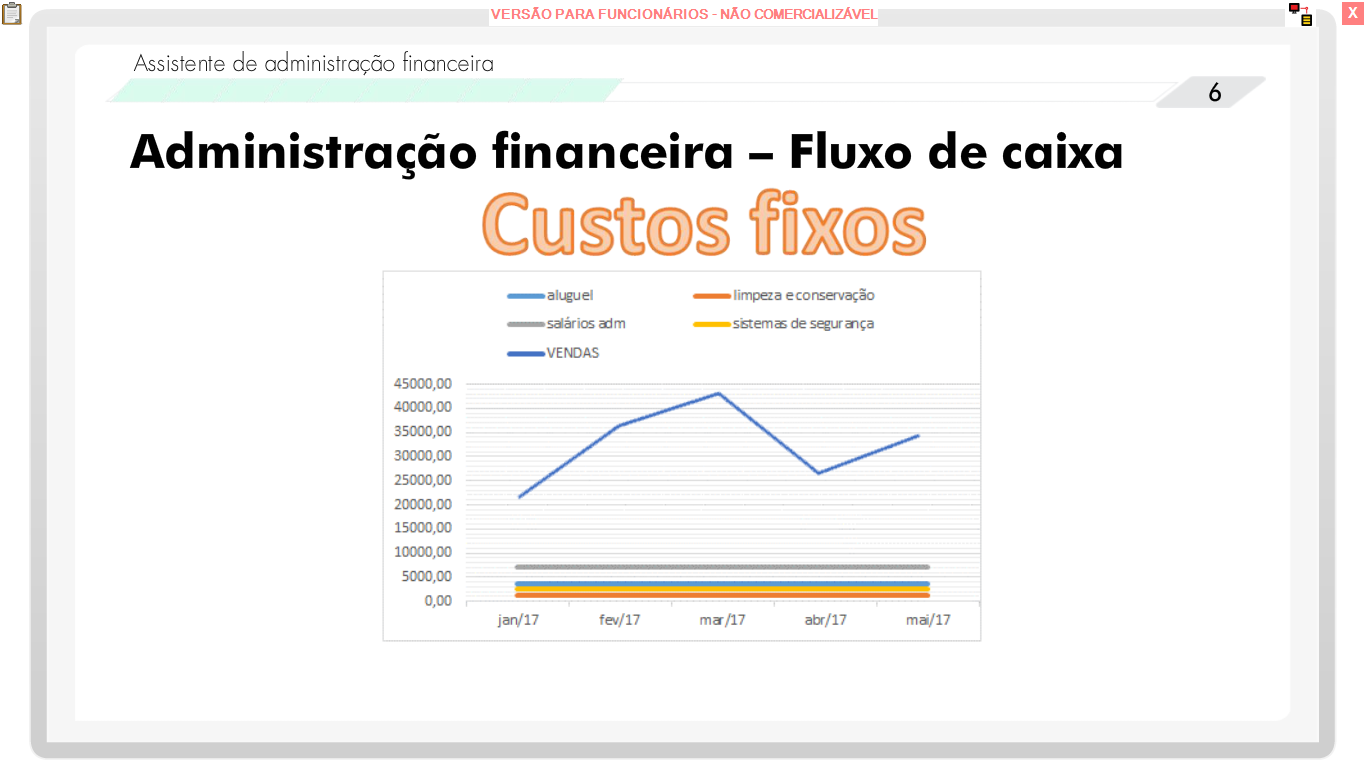 VERSÃO PARA FUNCIONÁRIOS - NÃO COMERCIALIZÁVEL
X
Assistente de administração financeira
6
Administração financeira – Fluxo de caixa
Custos fixos
aluguel
limpeza e conservação
salários adm
sistemas de segurança
VENDAS
45000,00
40000,00
35000,00
30000,00
25000,00
20000,00
15000,00
10000,00
5000,00
0,00
jan/17 fev/17 mar/17 abr/17 mai/17